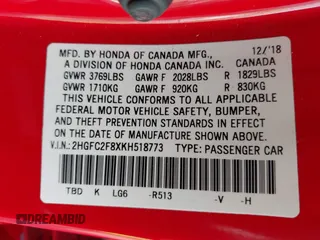 MFD. BY HONDA OF CANADA MFG., 12/'18
A DIVISION OF HONDA CANADA INC. CANADA
GVWR 3769LBS GAWR F 2028LBS R 1829LBS
GVWR 1710KG GAWR F 920KG R 830KG
THIS VEHICLE CONFORMS TO ALL APPLICABLE
FEDERAL MOTOR VEHICLE SAFETY, BUMPER,
AND THEFT PREVENTION STANDARDS IN EFFECT ON
THE DATE OF MANUFACTURE SHOWN ABOVE.
V.I.N.: 2HGFC2F8XKH518773 TYPE: PASSENGER CAR
TBD K LG6 -R513 -V -H
DREAMBID.COM